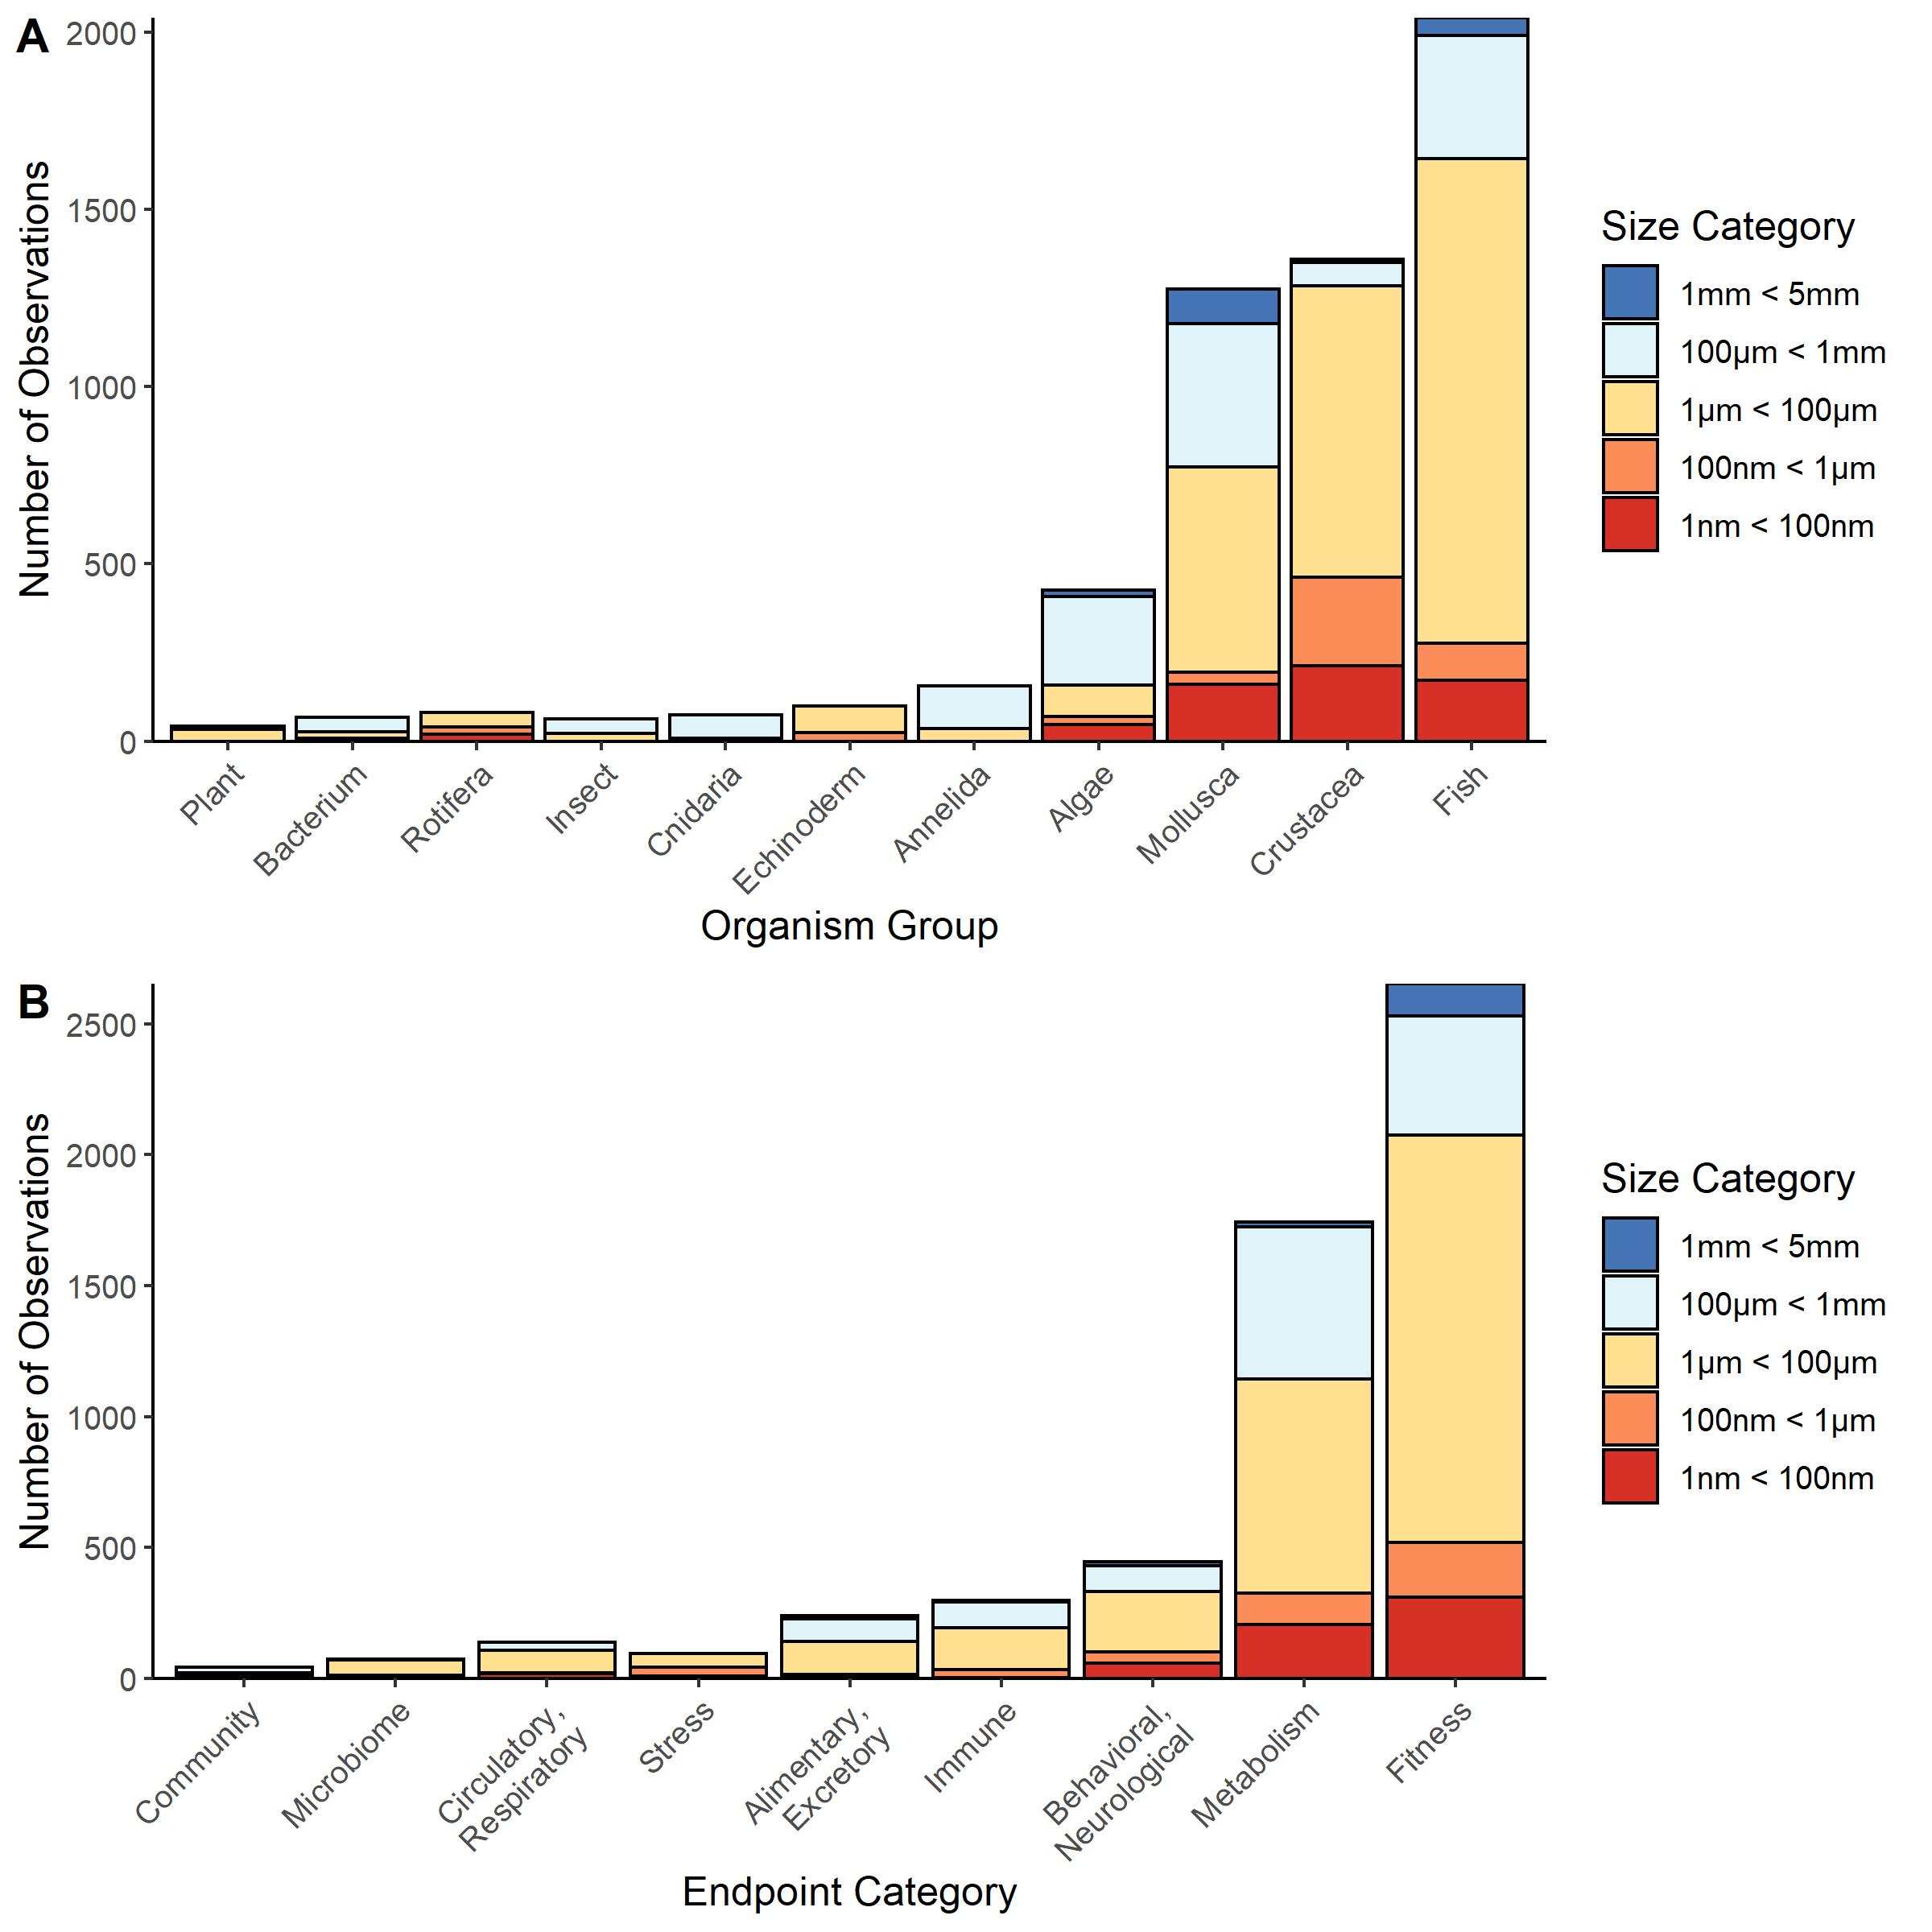 A
2000
1500
1000
500
0
Number of Observations
Plant
Bacterium
Rotifera
Insect
Cnidaria
Echinoderm
Annelida
Algae
Mollusca
Crustacea
Fish
Organism Group
Size Category
1mm < 5mm
100µm < 1mm
1µm < 100µm
100nm < 1µm
1nm < 100nm
B
2500
2000
1500
1000
500
0
Number of Observations
Community
Microbiome
Circulatory,
Respiratory
Stress
Alimentary,
Excretory
Immune
Behavioral,
Neurological
Metabolism
Fitness
Endpoint Category
Size Category
1mm < 5mm
100µm < 1mm
1µm < 100µm
100nm < 1µm
1nm < 100nm